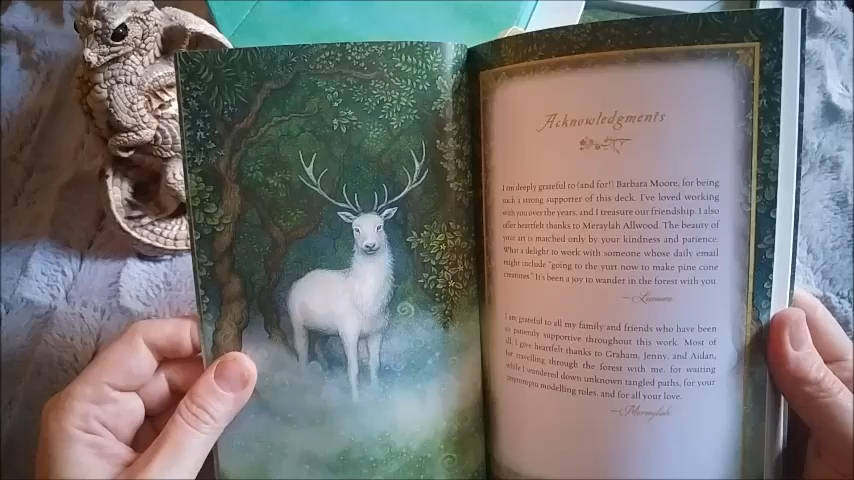 Acknowledgments
I am deeply grateful to (and for!) Barbara Moore, for being
such a strong supporter of this deck. I've loved working
with you over the years, and I treasure our friendship. I also
offer heartfelt thanks to Meraylah Allwood. The beauty of
your art is matched only by your kindness and patience.
What a delight to work with someone whose daily email
might include "going to the yurt now to make pine cone
creatures." It's been a joy to wander in the forest with you.
—Lunaea
I am grateful to all my family and friends who have been
so patiently supportive throughout this work. Most of
all, I give heartfelt thanks to Graham, Jenny, and Aidan,
for travelling through the forest with me, for waiting
while I wandered down unknown tangled paths, for your
impromptu modelling roles, and for all your love.
—Meraylah